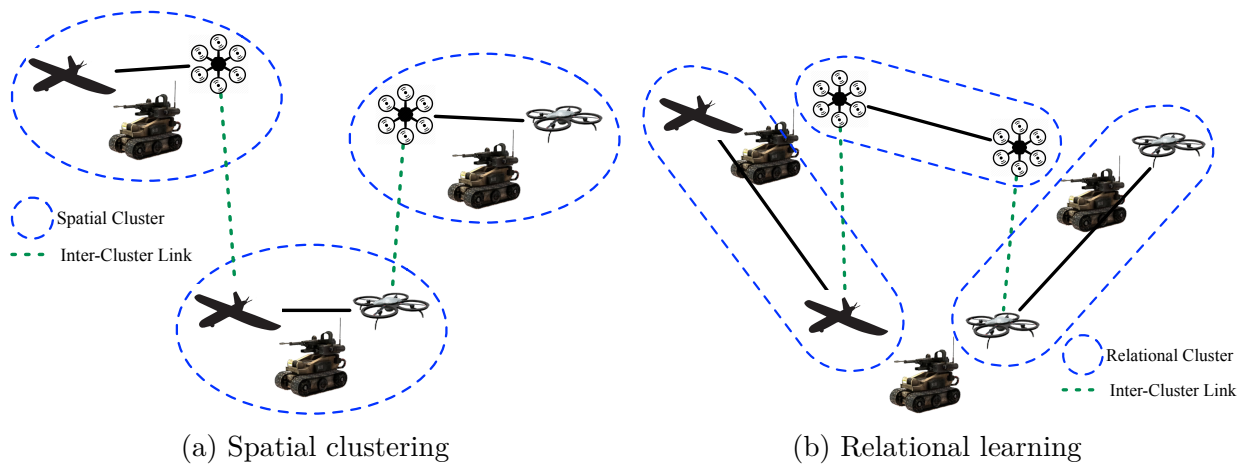 Spatial Cluster
Inter-Cluster Link
Relational Cluster
Inter-Cluster Link
(a) Spatial clustering
(b) Relational learning